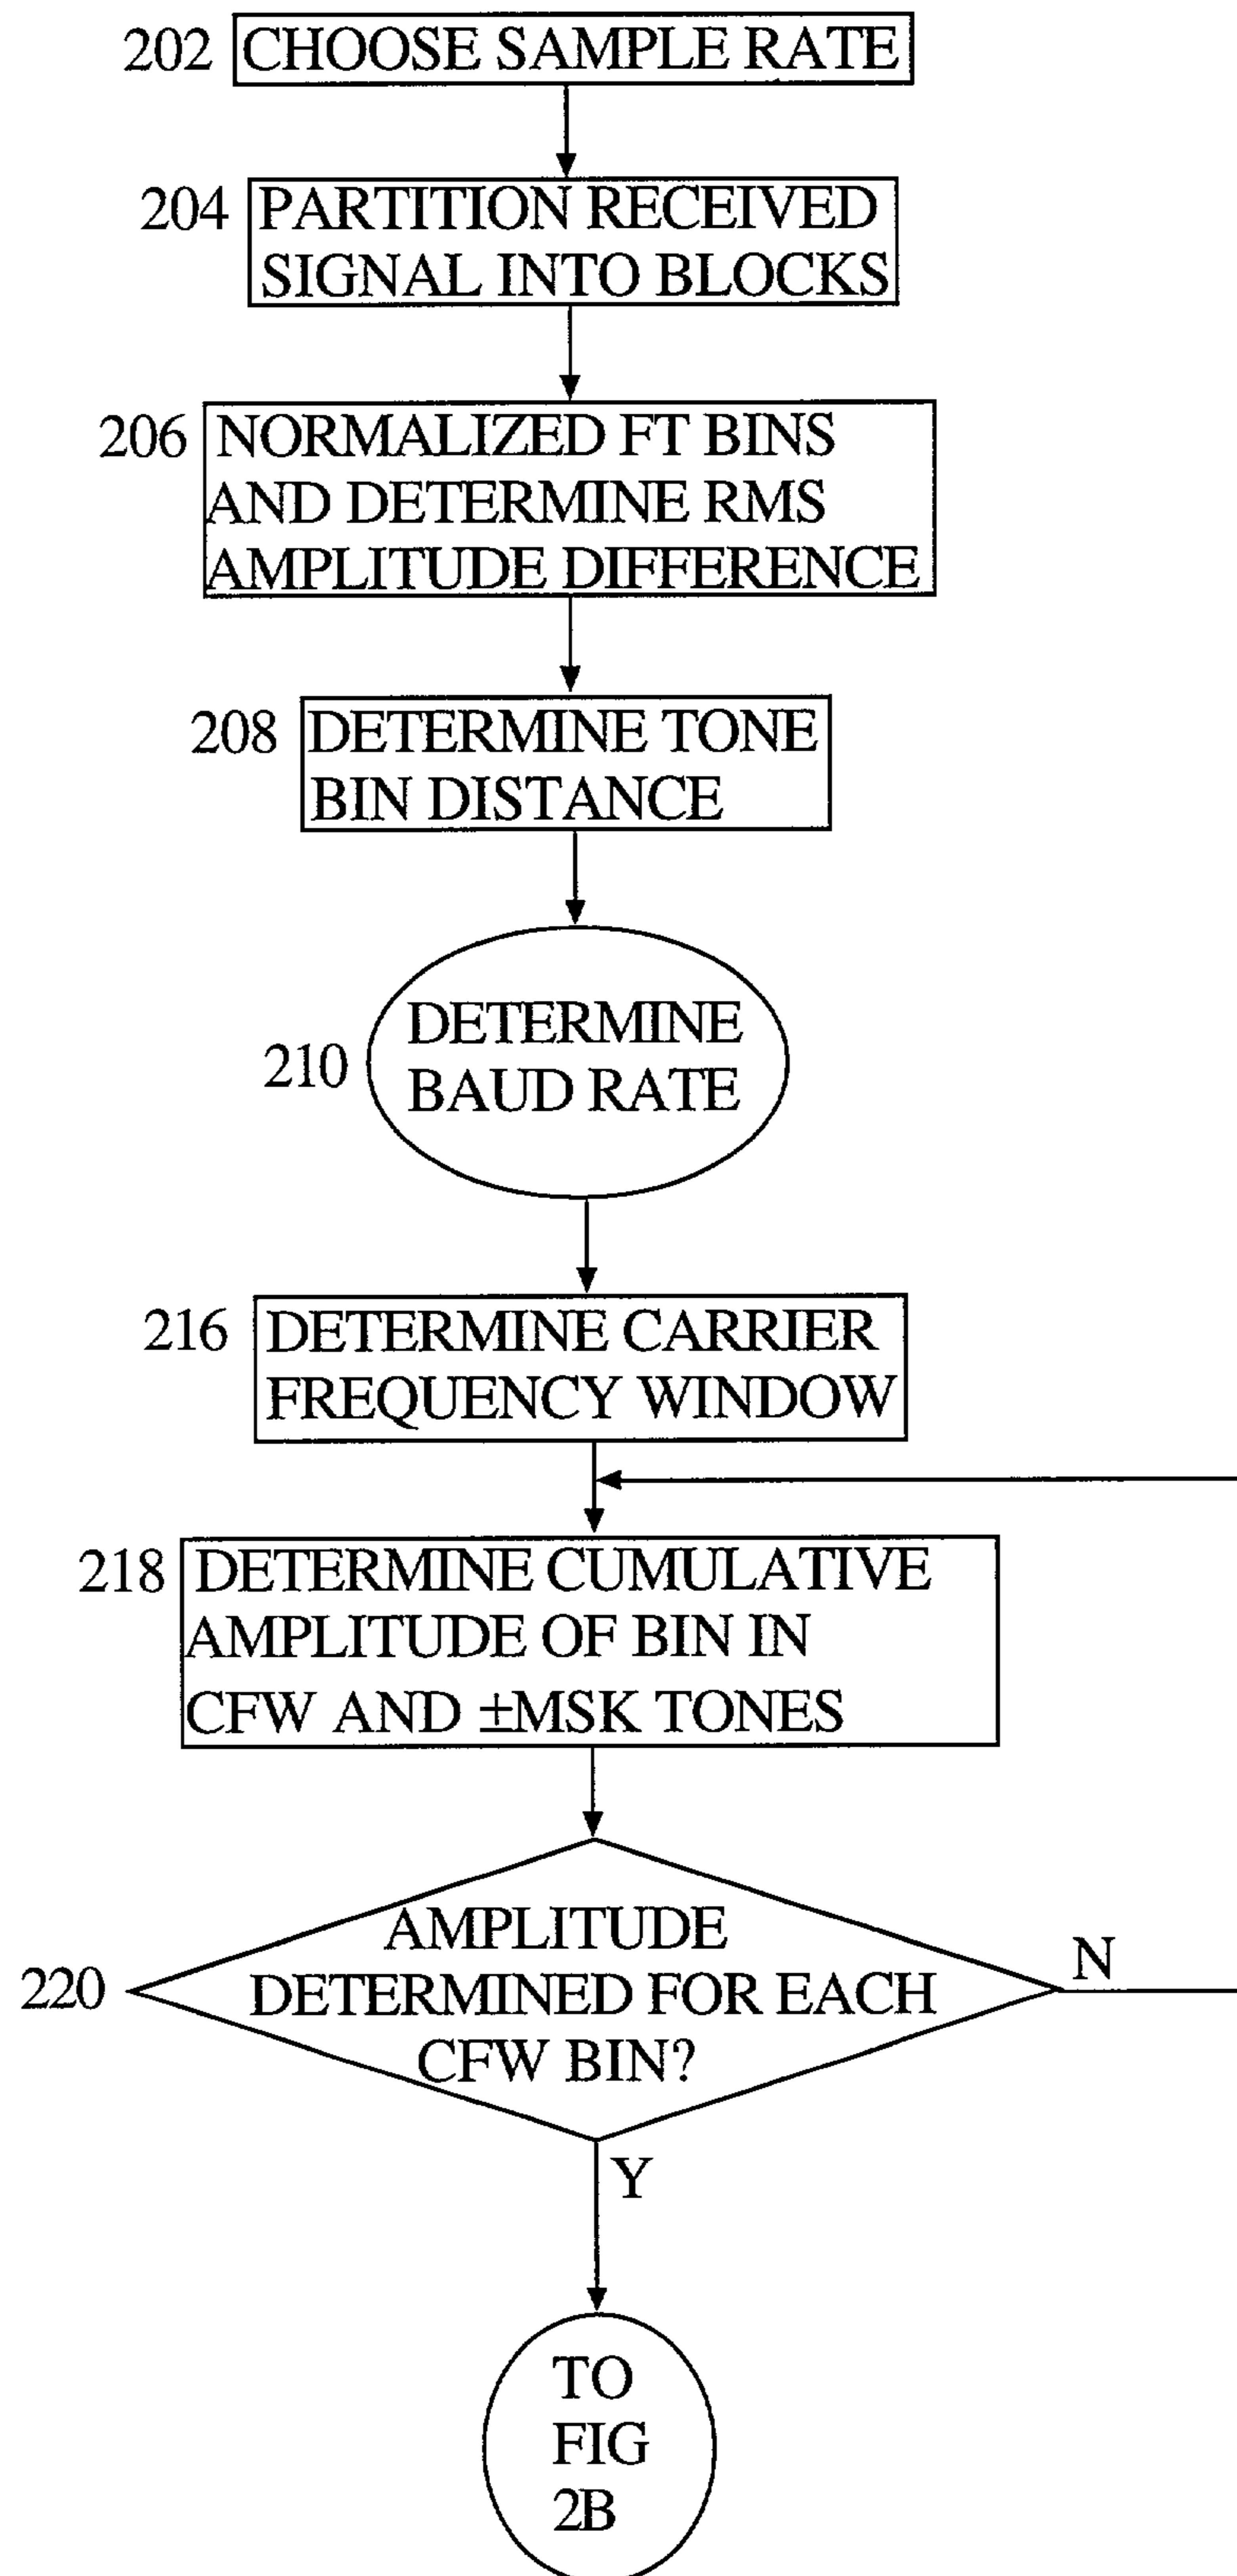 202 CHOOSE SAMPLE RATE
204 PARTITION RECEIVED
SIGNAL INTO BLOCKS
206 NORMALIZED FT BINS
AND DETERMINE RMS
AMPLITUDE DIFFERENCE
208 DETERMINE TONE
BIN DISTANCE
DETERMINE
210 BAUD RATE
216 DETERMINE CARRIER
FREQUENCY WINDOW
218 DETERMINE CUMULATIVE
AMPLITUDE OF BIN IN
CFW AND ±MSK TONES
AMPLITUDE
N
220 DETERMINED FOR EACH
CFW BIN?
Y
TO
FIG
2B